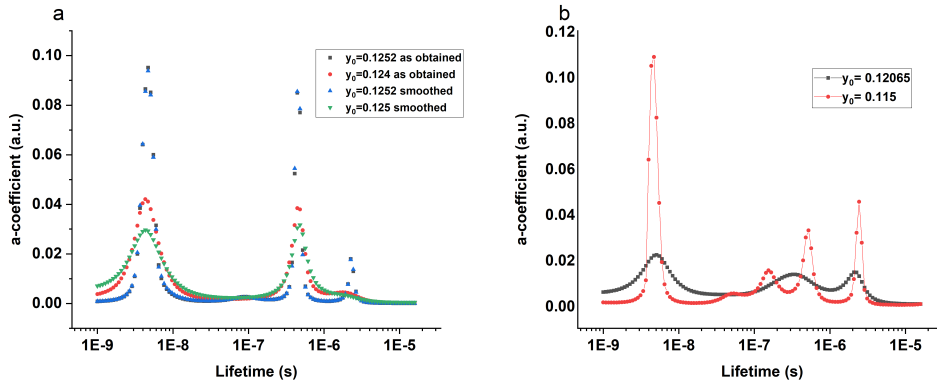 a
0.10
0.08
0.06
0.04
0.02
0.00
a-coefficient (a.u.)
y0=0.1252 as obtained
y0=0.124 as obtained
y0=0.1252 smoothed
y0=0.125 smoothed
1E-9 1E-8 1E-7 1E-6 1E-5
Lifetime (s)
b
0.12
0.10
0.08
0.06
0.04
0.02
0.00
a-coefficient (a.u.)
y0= 0.12065
y0= 0.115
1E-9 1E-8 1E-7 1E-6 1E-5
Lifetime (s)